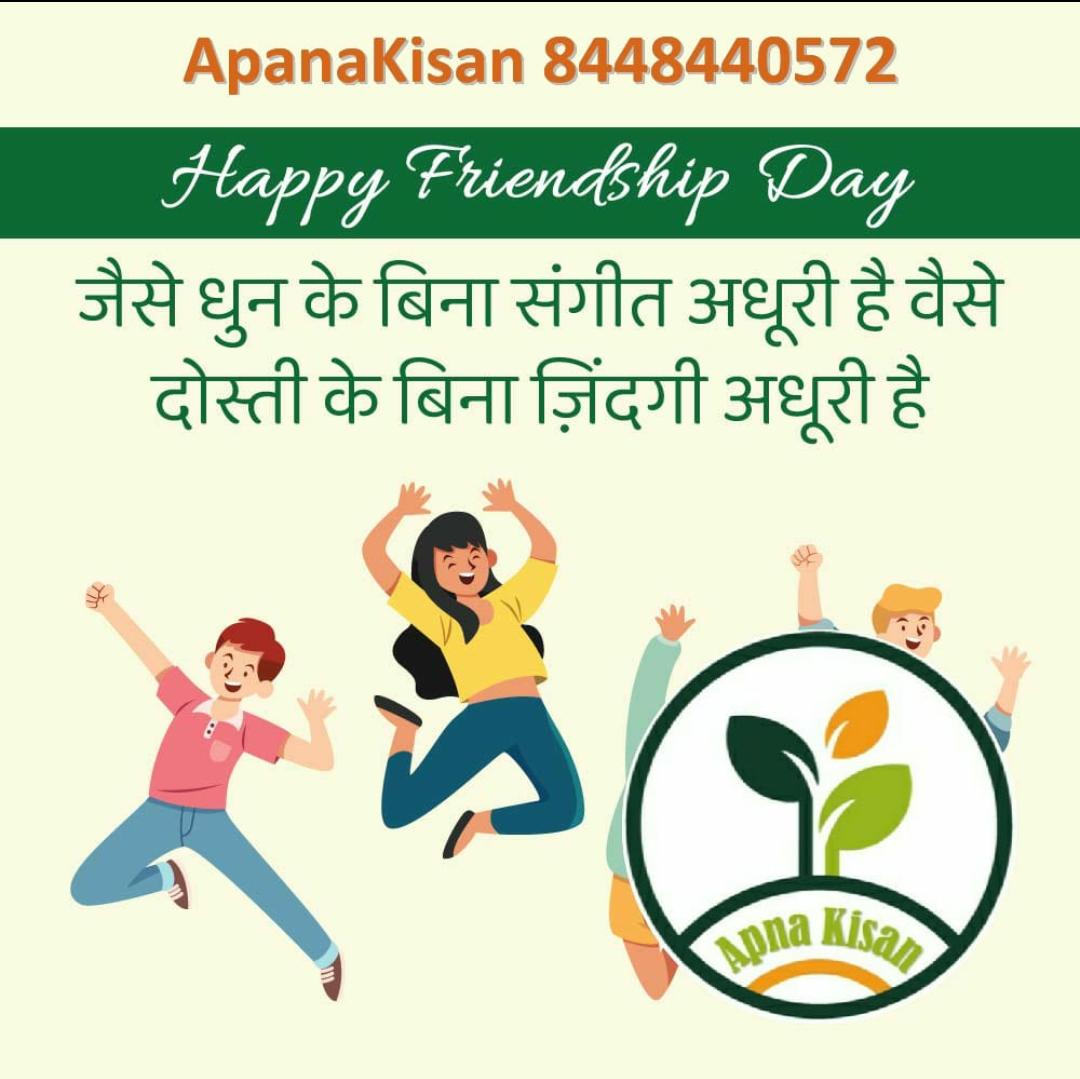 ApanaKisan 8448440572
Happy Friendship Day
जैसे धुन के बिना संगीत अधूरी है वैसे
दोस्ती के बिना ज़िंदगी अधूरी है
Apna Kisan